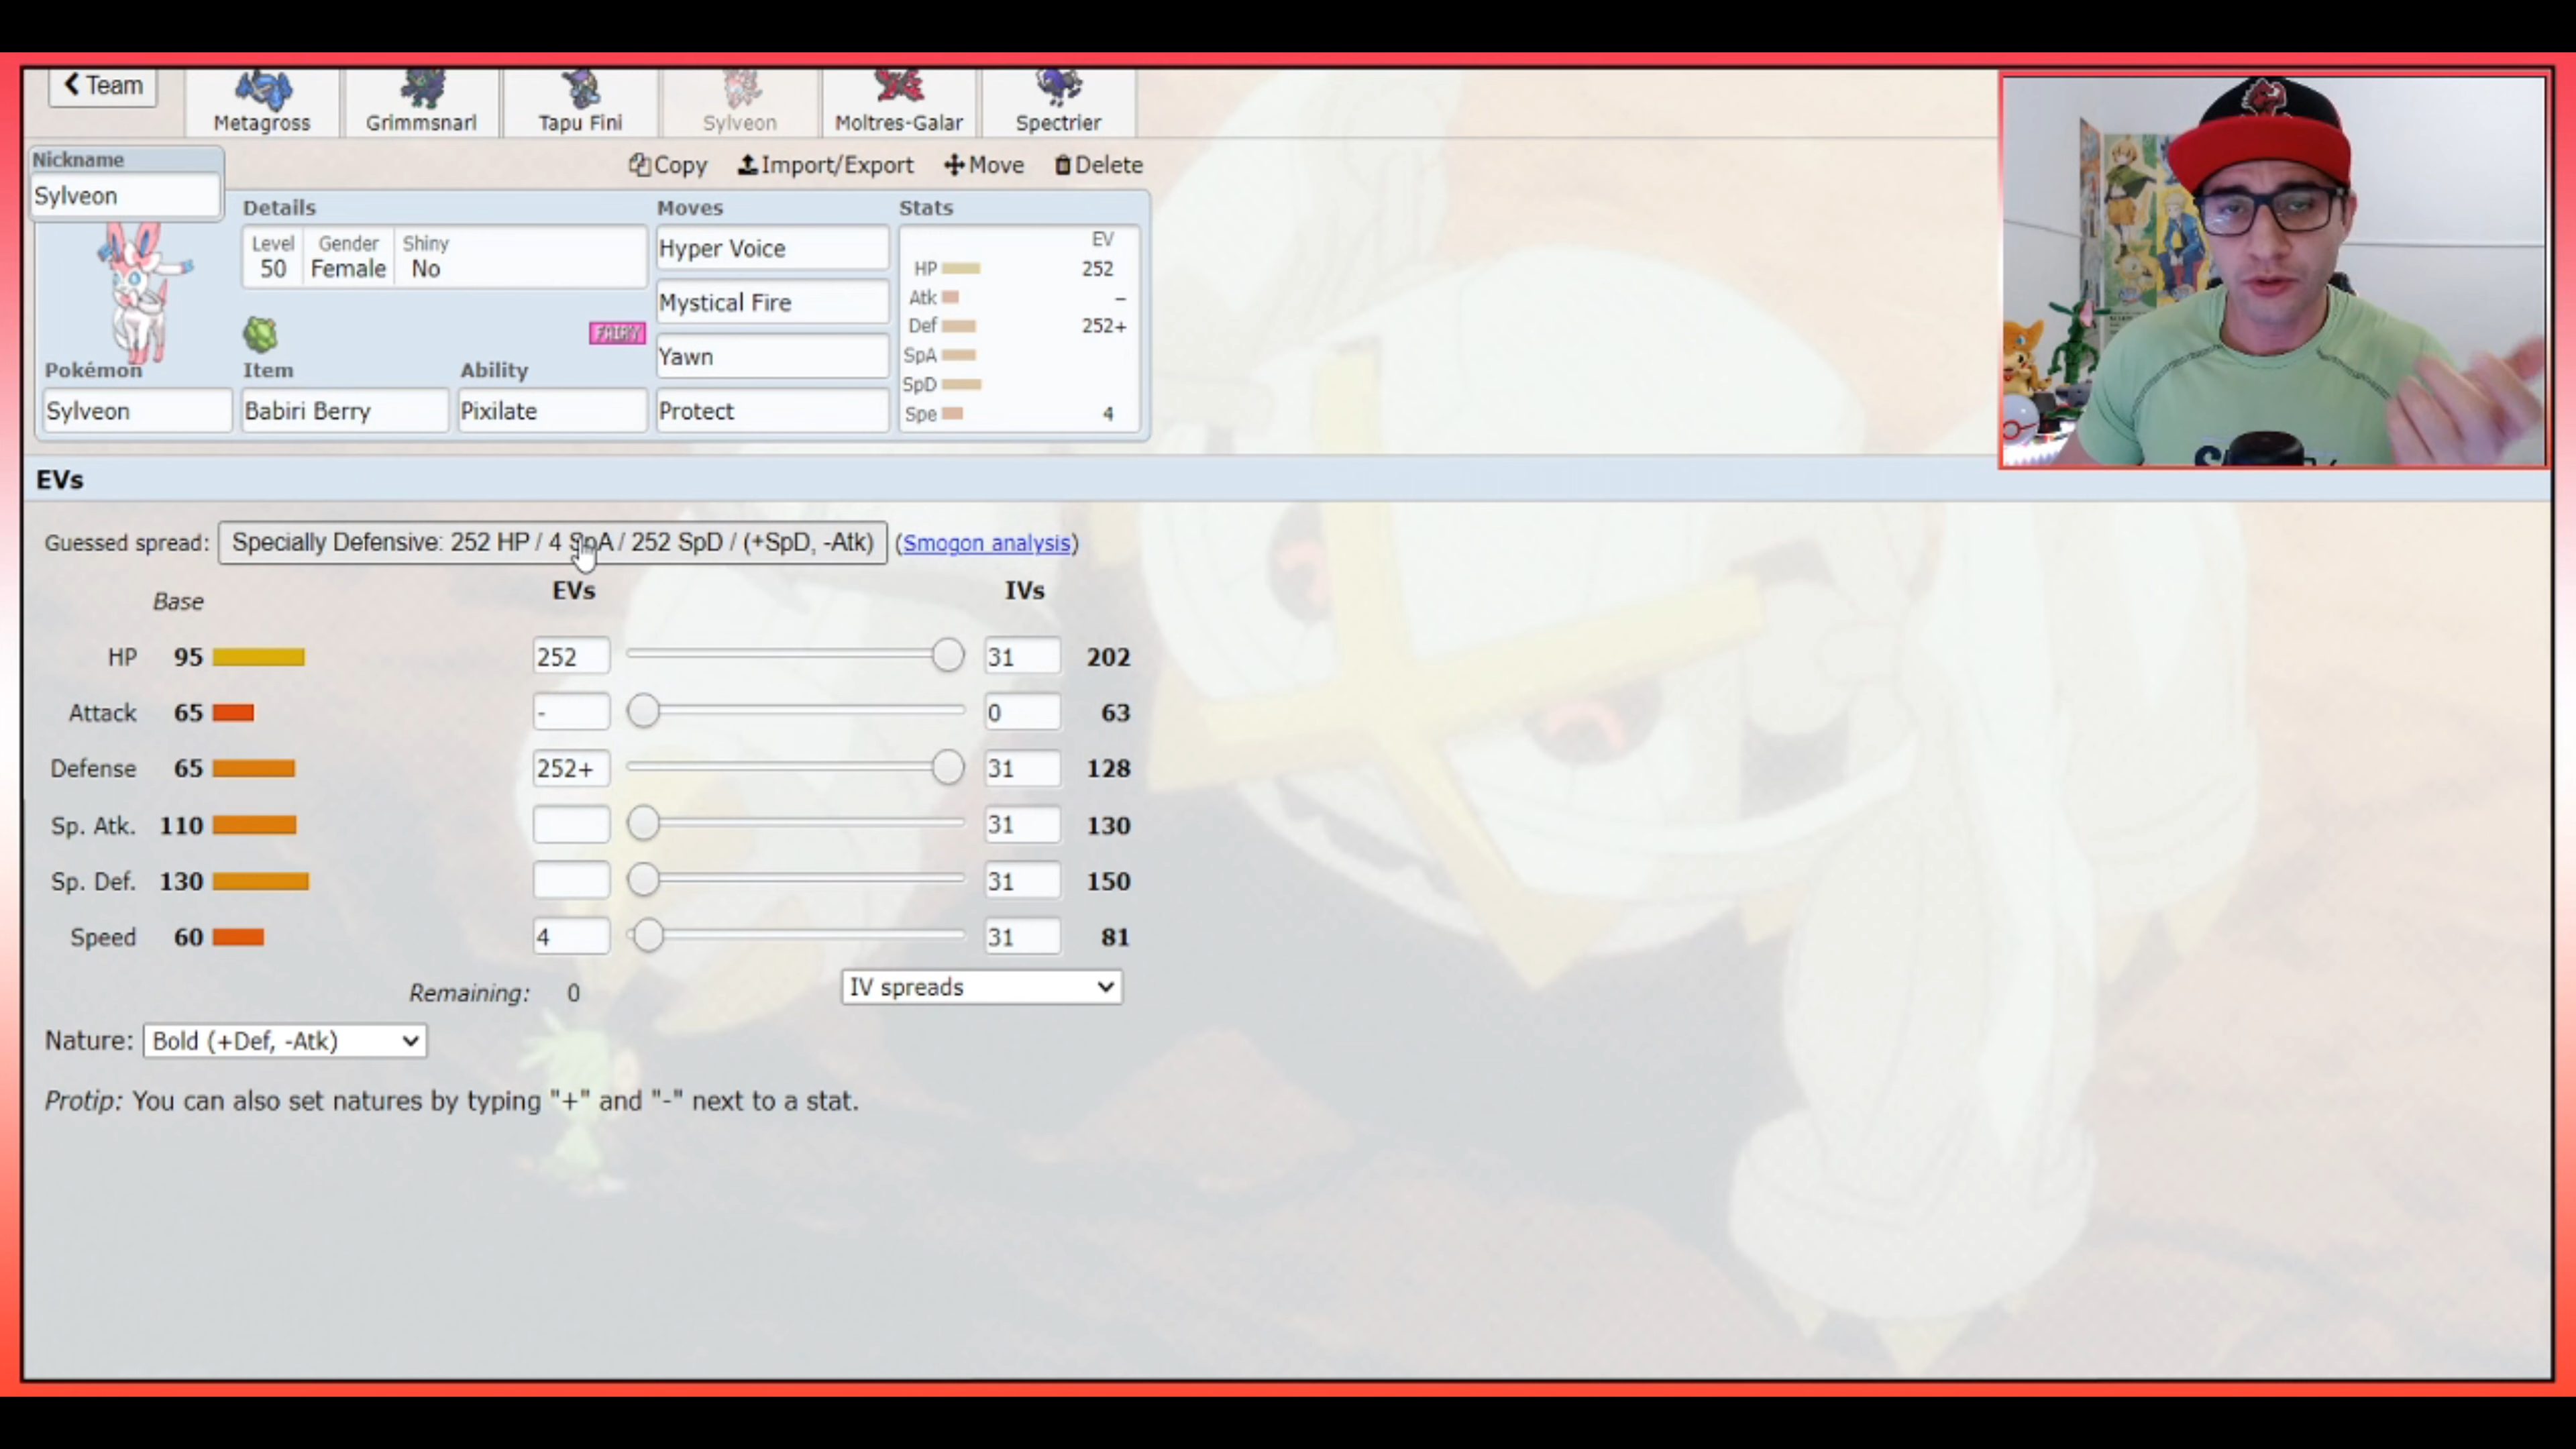 Team
Metagross
Grimmsnarl
Tapu Fini
Sylveon
Moltres-Galar
Spectrier
Nickname
Sylveon
Copy Import/Export Move Delete
Details
Level Gender Shiny
50 Female No
FAIRY
Pokémon Item Ability
Sylveon Babiri Berry Pixilate
Moves
Hyper Voice
Mystical Fire
Yawn
Protect
Stats
EV
HP 252
Atk –
Def 252+
SpA
SpD
Spe 4
EVs
Guessed spread: Specially Defensive: 252 HP / 4 SpA / 252 SpD / (+SpD, -Atk) (Smogon analysis)
Base EVs IVs
HP 95 252 31 202
Attack 65 - 0 63
Defense 65 252+ 31 128
Sp. Atk. 110 31 130
Sp. Def. 130 31 150
Speed 60 4 31 81
Remaining: 0 IV spreads
Nature: Bold (+Def, -Atk)
Protip: You can also set natures by typing "+" and "-" next to a stat.